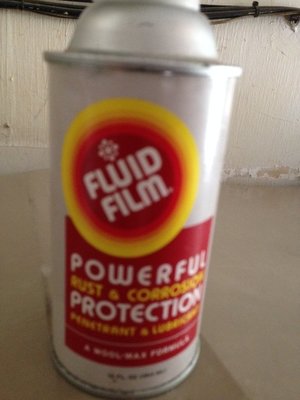 FLUID
FILM
POWERFUL
RUST & CORROSION
PROTECTION
PENETRANT & LUBRICANT
A WOOL-WAX FORMULA